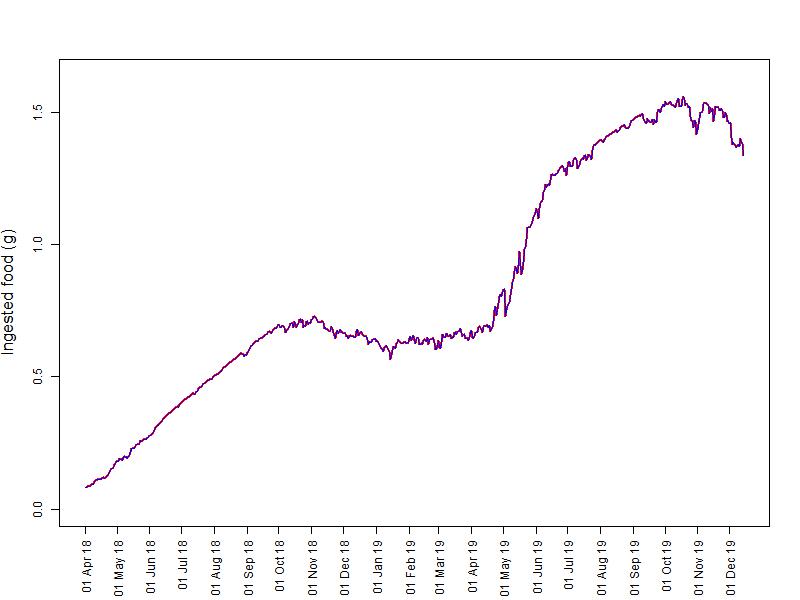 Ingested food (g)
1.5
1.0
0.5
0.0
01 Apr 18
01 May 18
01 Jun 18
01 Jul 18
01 Aug 18
01 Sep 18
01 Oct 18
01 Nov 18
01 Dec 18
01 Jan 19
01 Feb 19
01 Mar 19
01 Apr 19
01 May 19
01 Jun 19
01 Jul 19
01 Aug 19
01 Sep 19
01 Oct 19
01 Nov 19
01 Dec 19